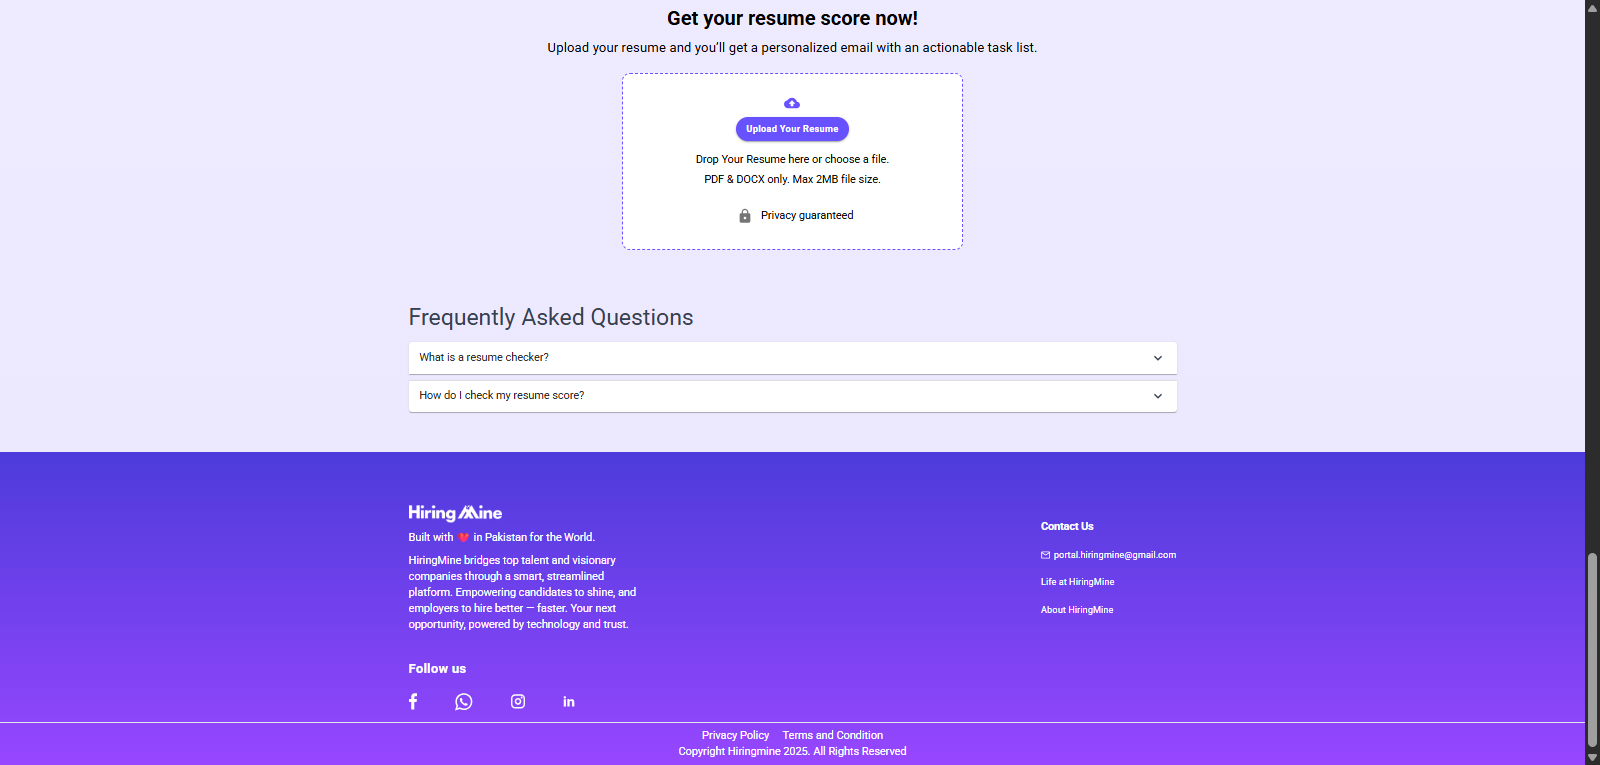 Get your resume score now!
Upload your resume and you’ll get a personalized email with an actionable task list.
Upload Your Resume
Drop Your Resume here or choose a file.
PDF & DOCX only. Max 2MB file size.
Privacy guaranteed
Frequently Asked Questions
What is a resume checker?
How do I check my resume score?
HiringMine
Built with 💔 in Pakistan for the World.
HiringMine bridges top talent and visionary
companies through a smart, streamlined
platform. Empowering candidates to shine, and
employers to hire better — faster. Your next
opportunity, powered by technology and trust.
Follow us
Contact Us
portal.hiringmine@gmail.com
Life at HiringMine
About HiringMine
Privacy Policy Terms and Condition
Copyright Hiringmine 2025. All Rights Reserved